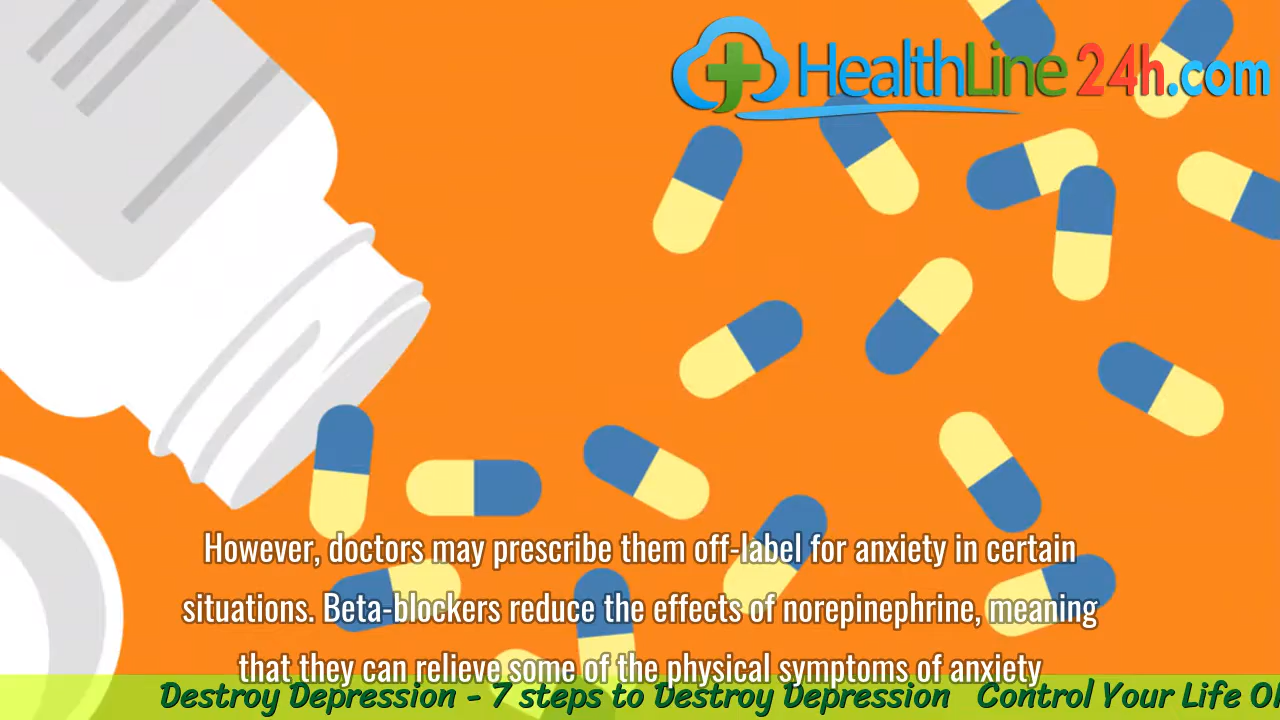 HealthLine 24h.com
However, doctors may prescribe them off-label for anxiety in certain
situations. Beta-blockers reduce the effects of norepinephrine, meaning
that they can relieve some of the physical symptoms of anxiety
Destroy Depression - 7 steps to Destroy Depression Control Your Life